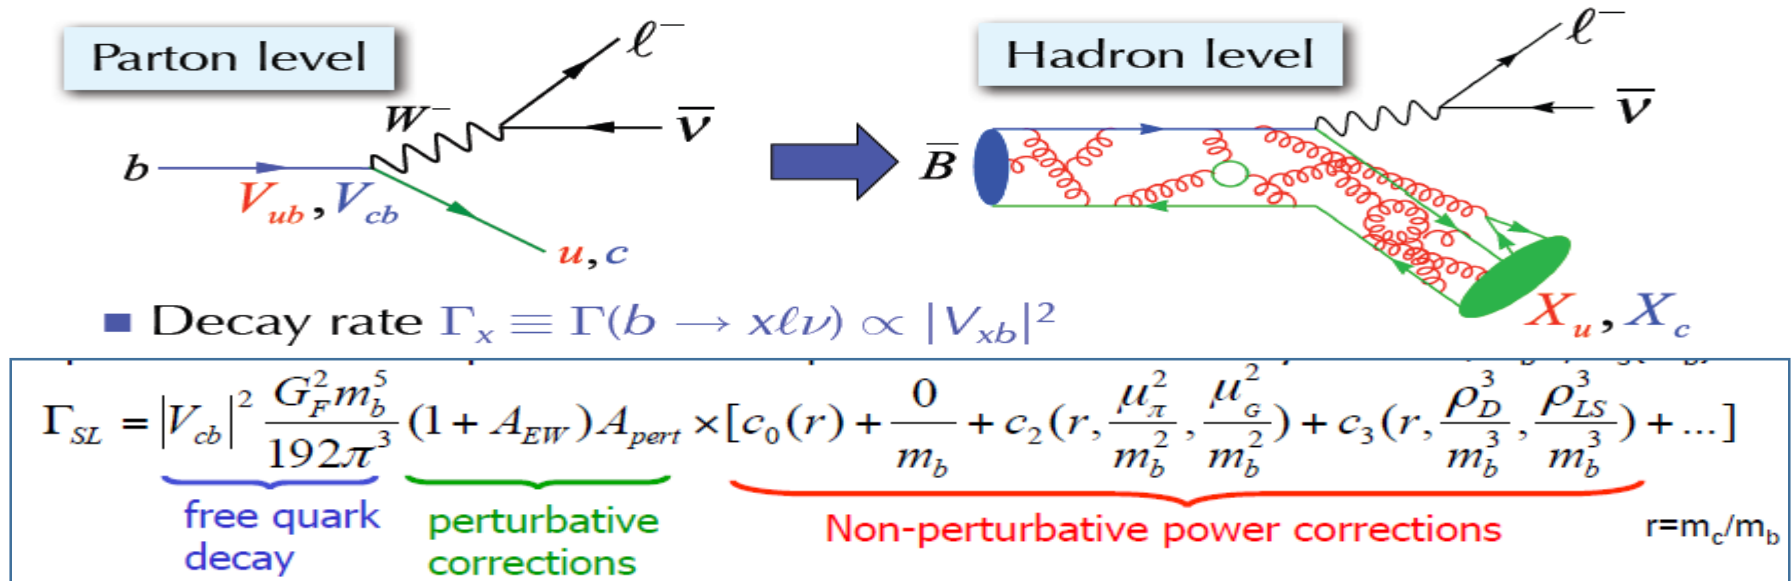 Parton level
ℓ⁻
W⁻
ν̅
b
V_ub, V_cb
u, c
Hadron level
ℓ⁻
ν̅
B̅
X_u, X_c
■ Decay rate Γ_x ≡ Γ(b → xℓν) ∝ |V_xb|²
Γ_SL = |V_cb|² G_F² m_b⁵ / 192π³ (1 + A_EW) A_pert × [c₀(r) + 0/m_b + c₂(r, μ_π²/m_b², μ_G²/m_b²) + c₃(r, ρ_D³/m_b³, ρ_LS³/m_b³) + ...]
free quark decay
perturbative corrections
Non-perturbative power corrections
r=m_c/m_b